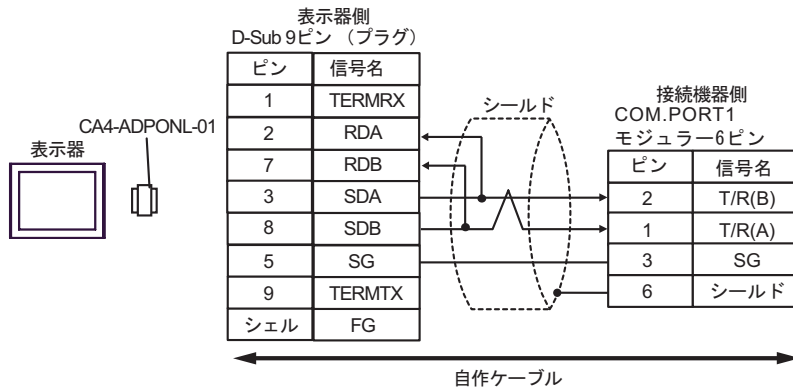 表示器側
D-Sub 9ピン （プラグ）
ピン 信号名
1 TERMRX
2 RDA
7 RDB
3 SDA
8 SDB
5 SG
9 TERMTX
シェル FG
CA4-ADPONL-01
表示器
シールド
接続機器側
COM.PORT1
モジュラー6ピン
ピン 信号名
2 T/R(B)
1 T/R(A)
3 SG
6 シールド
自作ケーブル